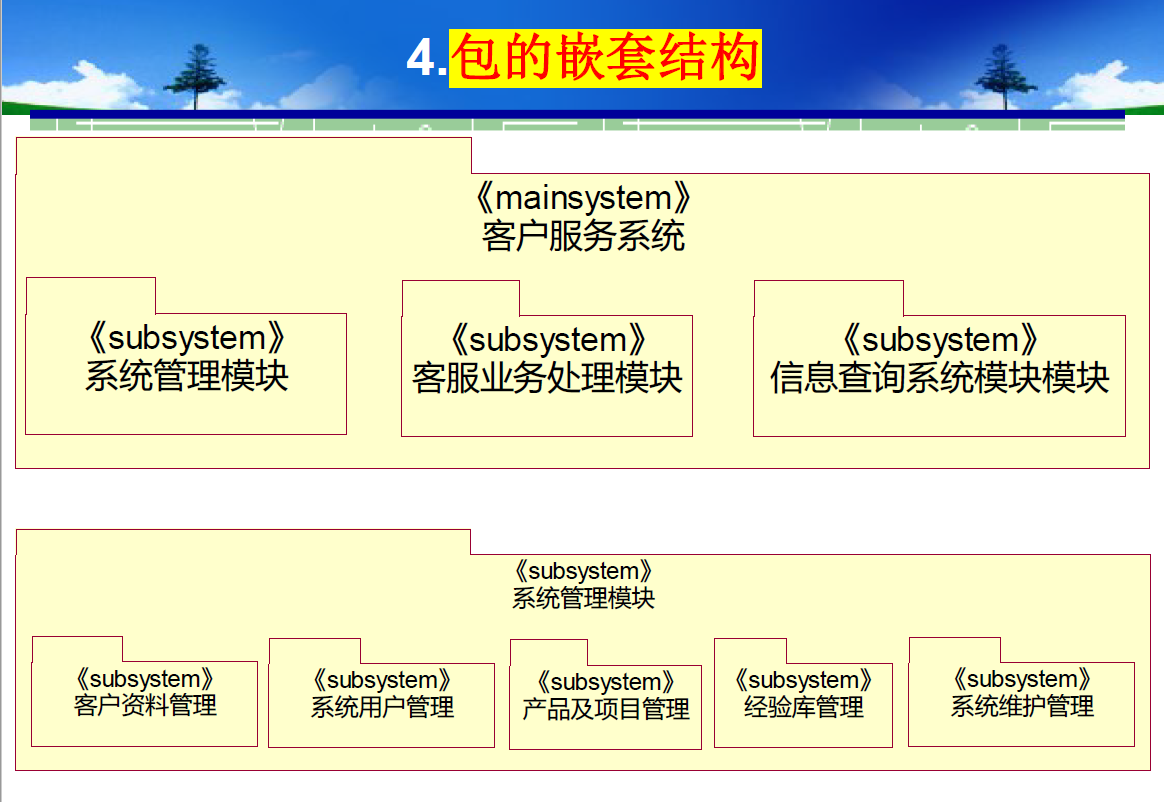 4.包的嵌套结构
《mainsystem》
客户服务系统
《subsystem》
系统管理模块
《subsystem》
客服业务处理模块
《subsystem》
信息查询系统模块模块
《subsystem》
系统管理模块
《subsystem》
客户资料管理
《subsystem》
系统用户管理
《subsystem》
产品及项目管理
《subsystem》
经验库管理
《subsystem》
系统维护管理